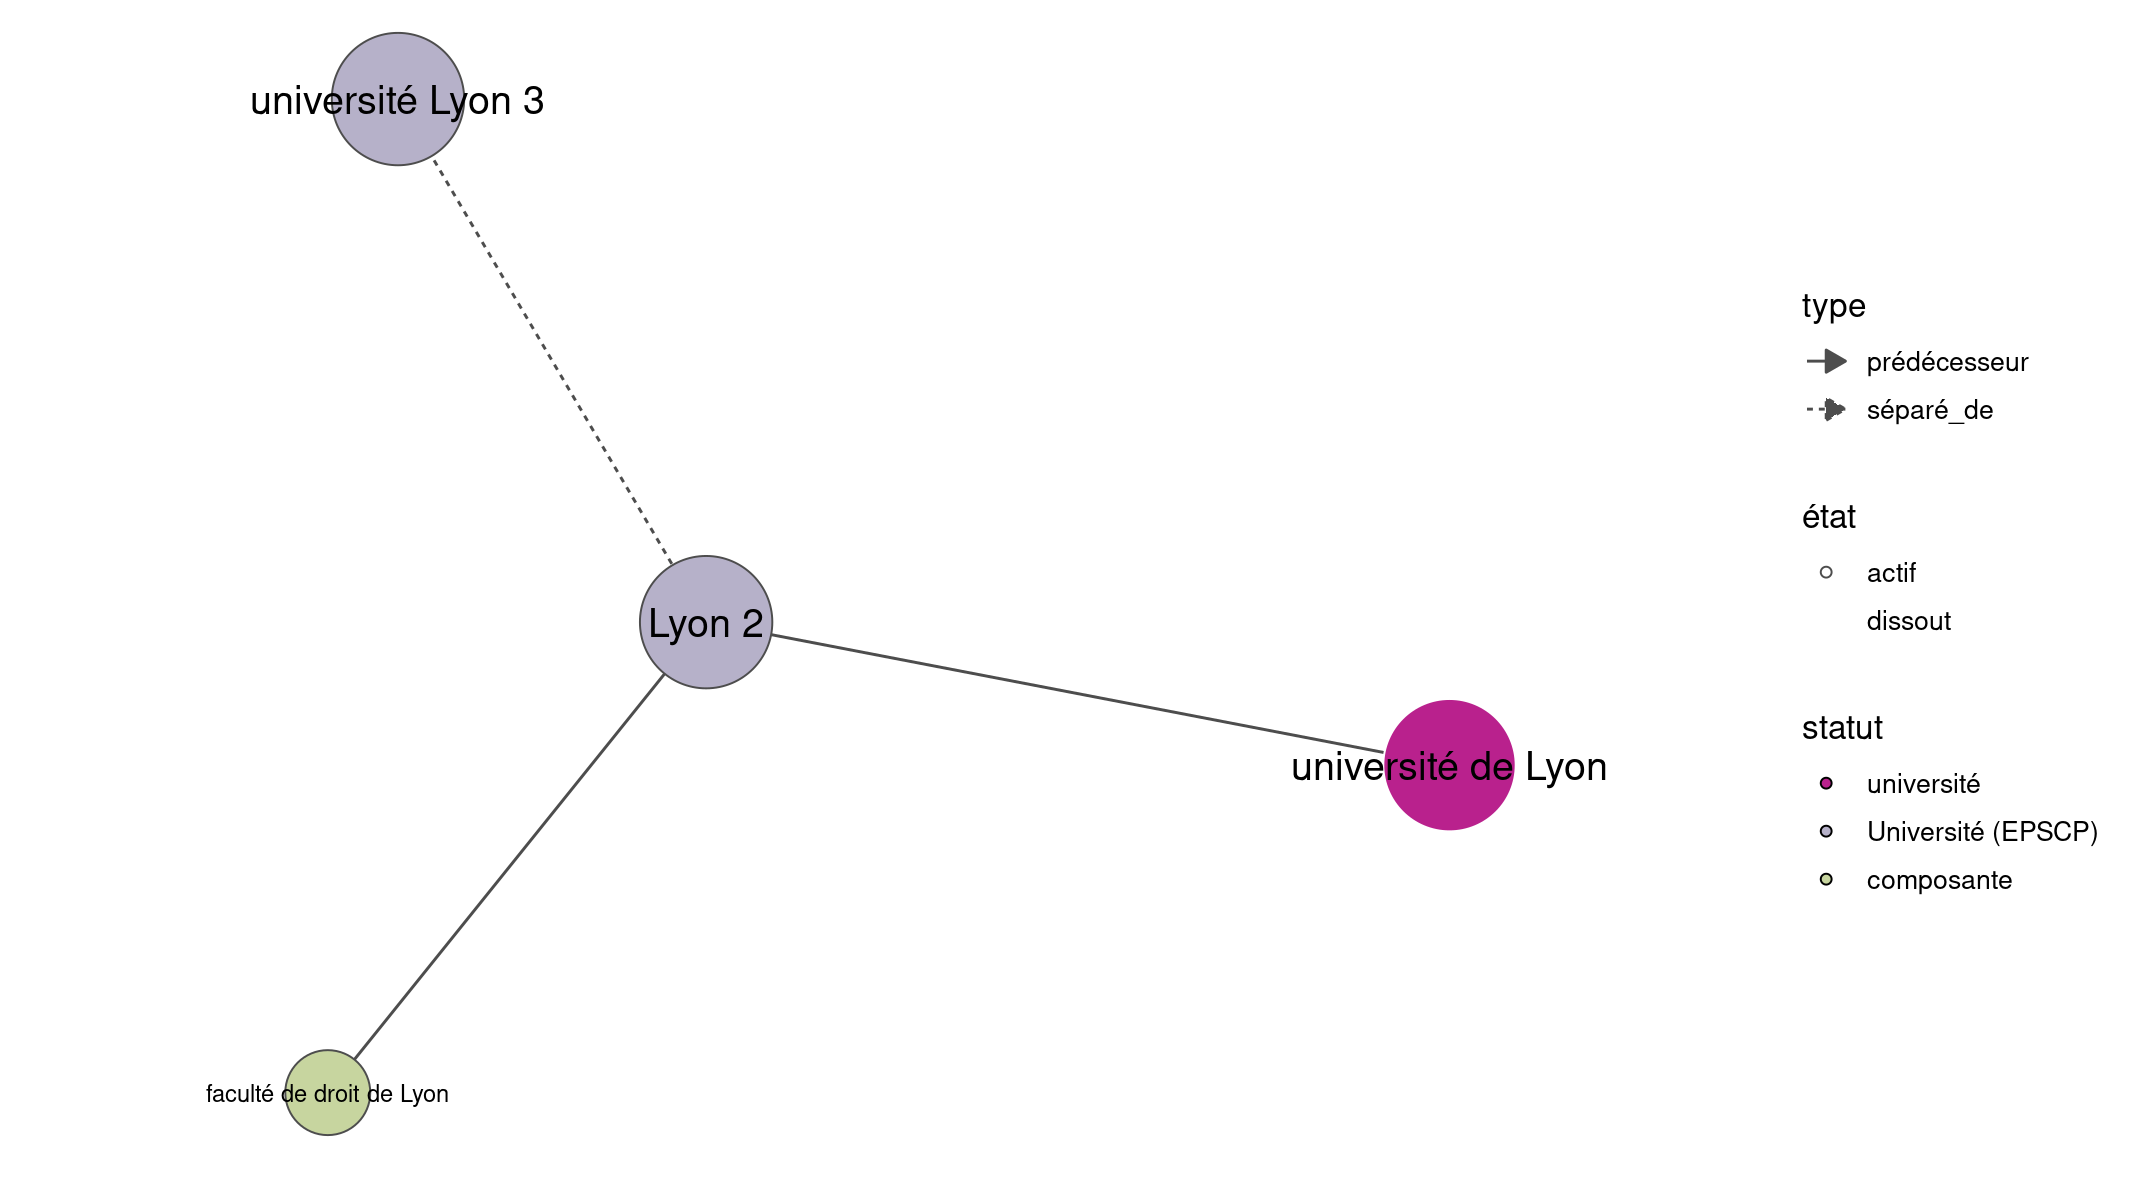 université Lyon 3
Lyon 2
université de Lyon
faculté de droit de Lyon
type
prédécesseur
séparé_de
état
actif
dissout
statut
université
Université (EPSCP)
composante